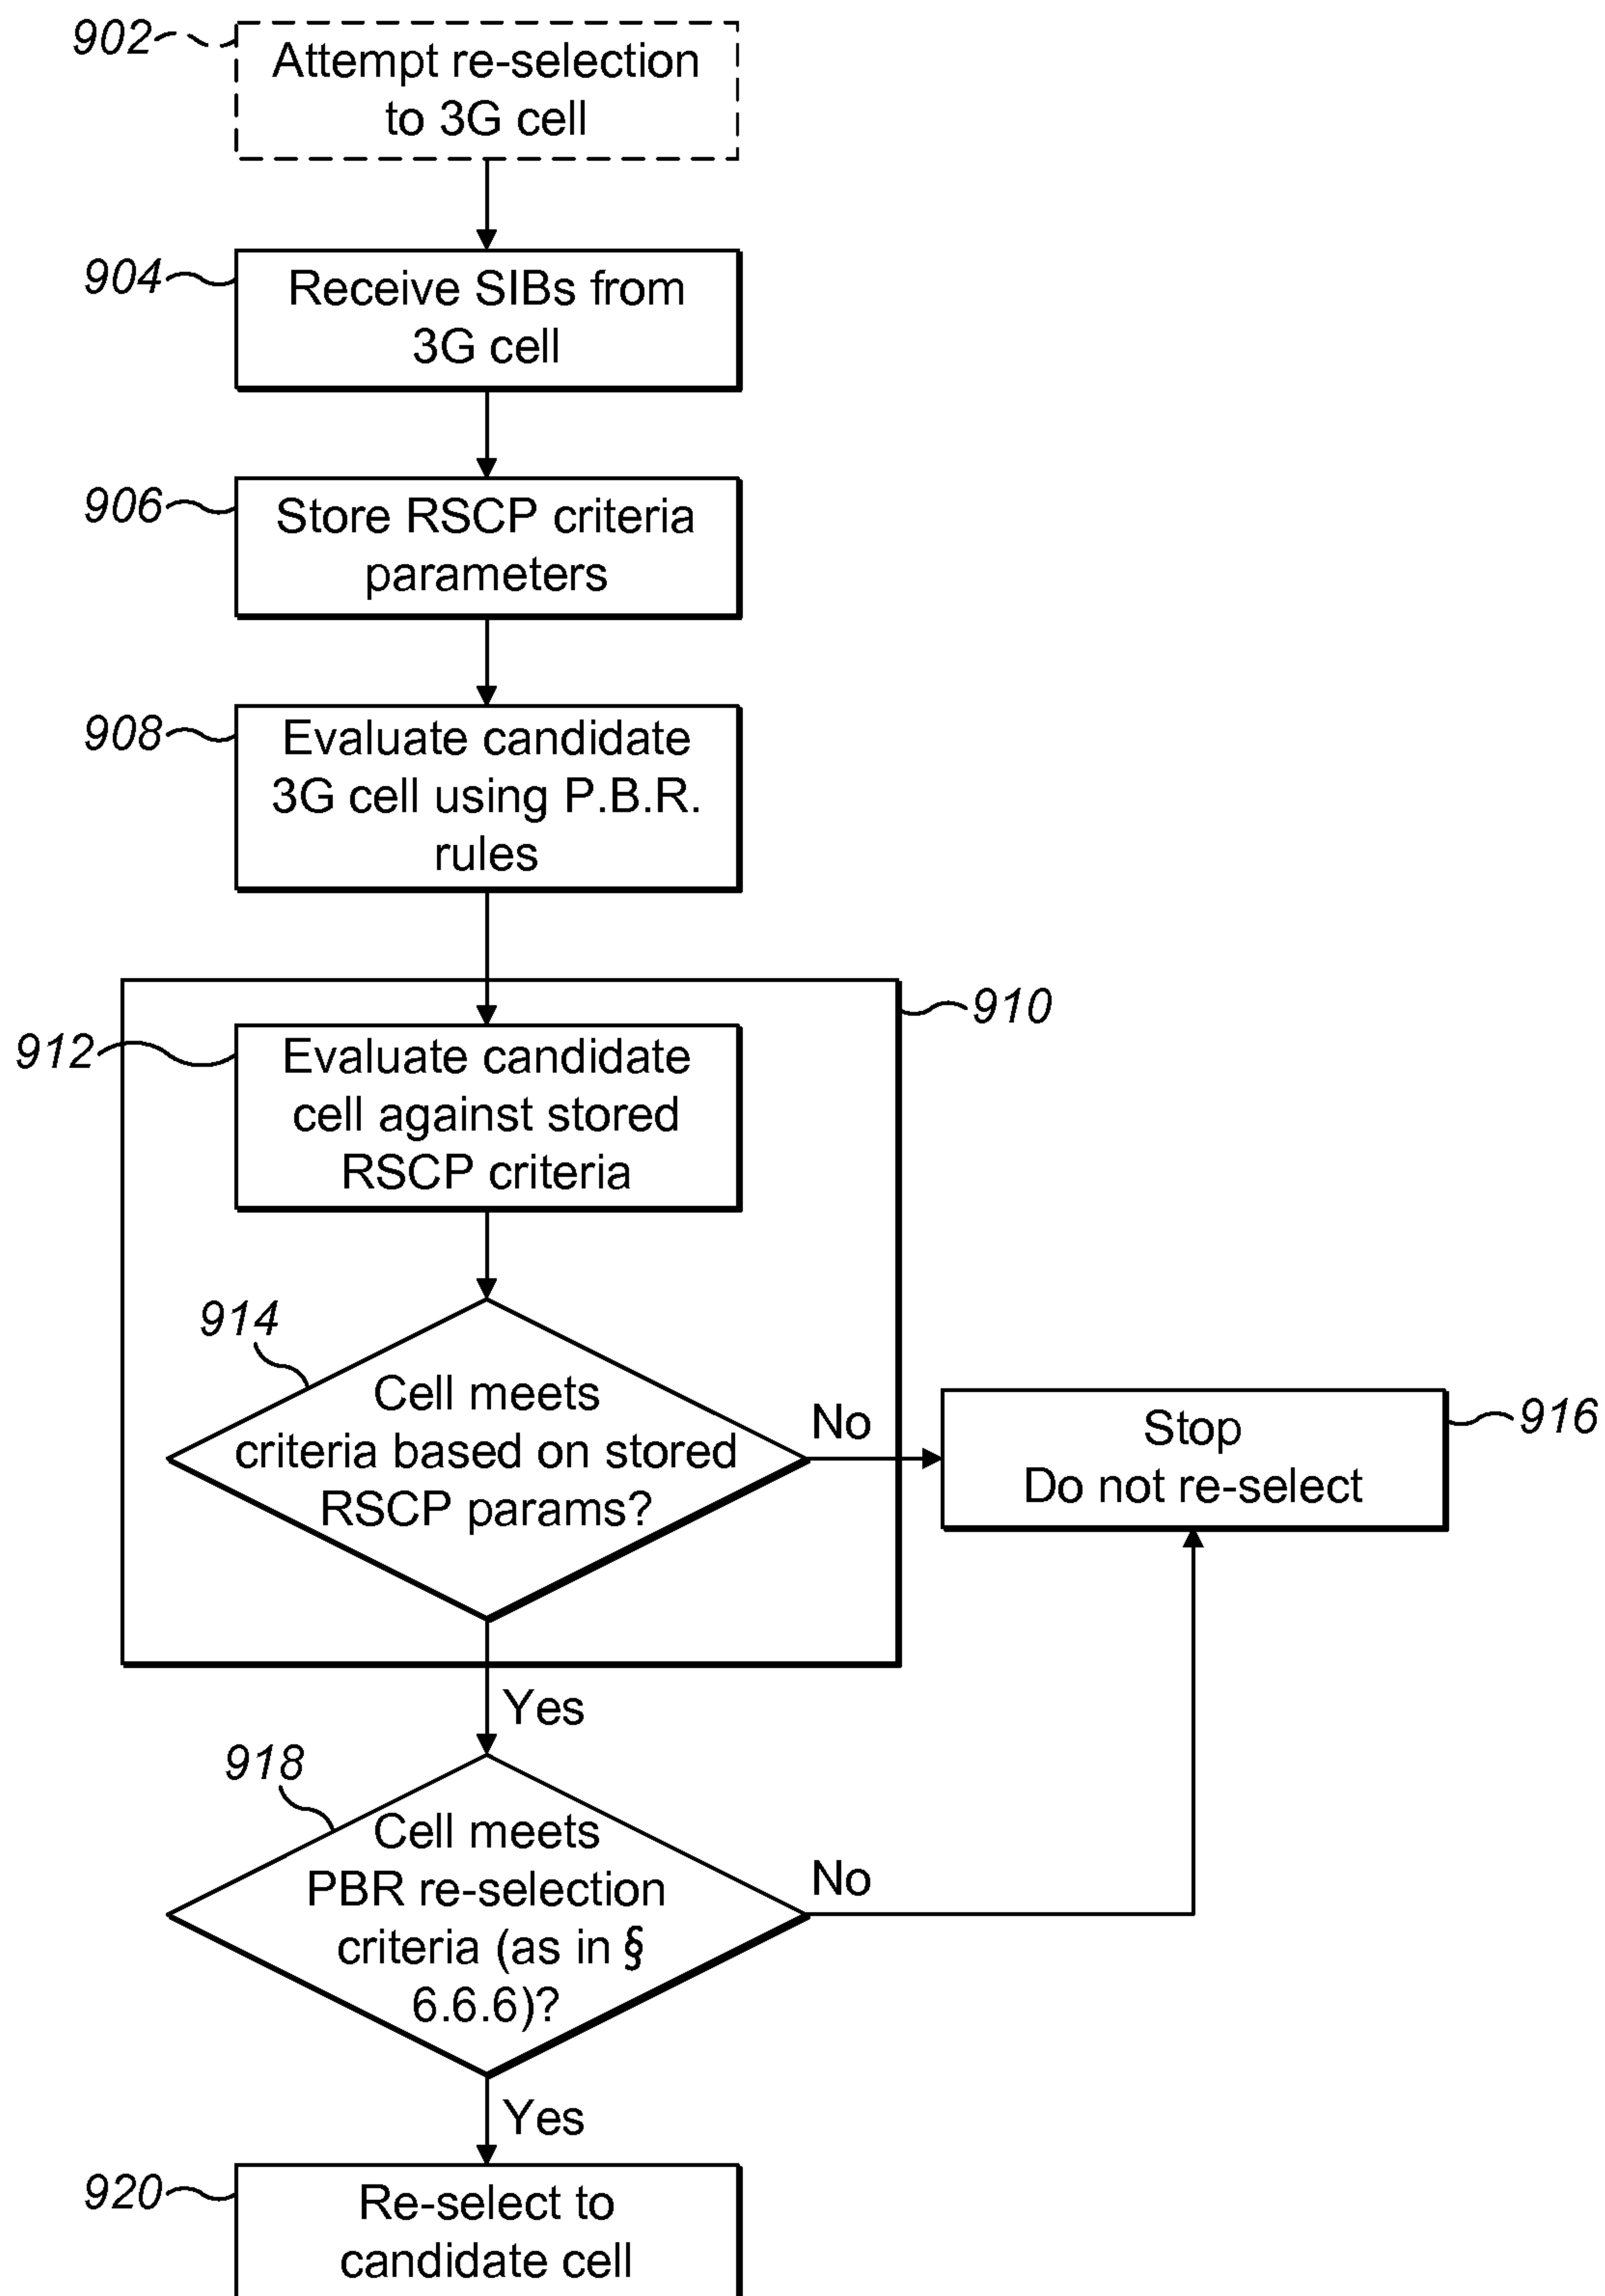 902
Attempt re-selection
to 3G cell
904
Receive SIBs from
3G cell
906
Store RSCP criteria
parameters
908
Evaluate candidate
3G cell using P.B.R.
rules
910
912
Evaluate candidate
cell against stored
RSCP criteria
914
Cell meets
criteria based on stored
RSCP params?
No
Stop
Do not re-select
916
Yes
918
Cell meets
PBR re-selection
criteria (as in §
6.6.6)?
No
Yes
920
Re-select to
candidate cell